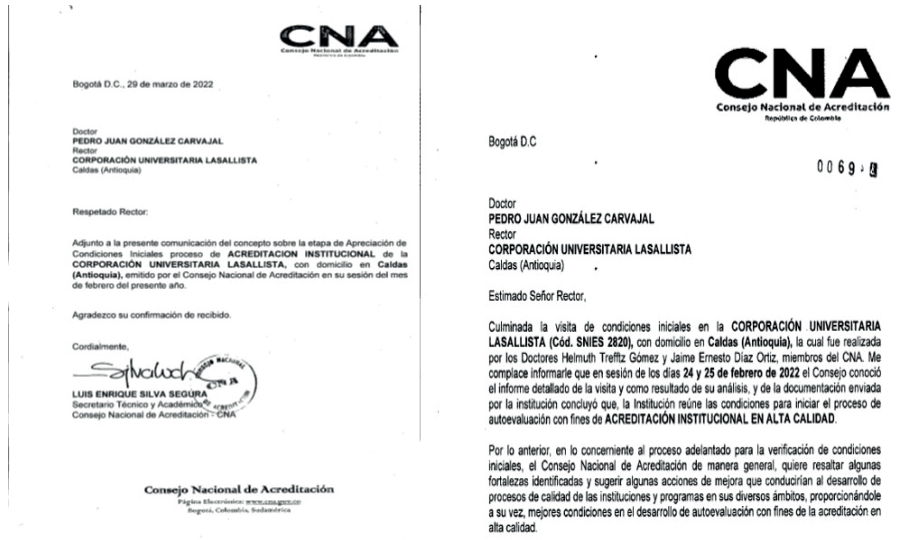 CNA
Consejo Nacional de Acreditación
República de Colombia
Bogotá D.C., 29 de marzo de 2022
Doctor
PEDRO JUAN GONZÁLEZ CARVAJAL
Rector
CORPORACIÓN UNIVERSITARIA LASALLISTA
Caldas (Antioquia)
Respetado Rector:
Adjunto a la presente comunicación del concepto sobre la etapa de Apreciación de
Condiciones Iniciales proceso de ACREDITACION INSTITUCIONAL de la
CORPORACIÓN UNIVERSITARIA LASALLISTA, con domicilio en Caldas
(Antioquia), emitido por el Consejo Nacional de Acreditación en su sesión del mes
de febrero del presente año.
Agradezco su confirmación de recibido.
Cordialmente,
LUIS ENRIQUE SILVA SEGURA
Secretario Técnico y Académico
Consejo Nacional de Acreditación - CNA
Consejo Nacional de Acreditación
Página Electrónica: www.cna.gov.co
Bogotá, Colombia, Sudamérica
CNA
Consejo Nacional de Acreditación
República de Colombia
Bogotá D.C
0069
Doctor
PEDRO JUAN GONZÁLEZ CARVAJAL
Rector
CORPORACIÓN UNIVERSITARIA LASALLISTA
Caldas (Antioquia)
Estimado Señor Rector,
Culminada la visita de condiciones iniciales en la CORPORACIÓN UNIVERSITARIA
LASALLISTA (Cód. SNIES 2820), con domicilio en Caldas (Antioquia), la cual fue realizada
por los Doctores Helmuth Trefftz Gómez y Jaime Ernesto Díaz Ortiz, miembros del CNA. Me
complace informarle que en sesión de los días 24 y 25 de febrero de 2022 el Consejo conoció
el informe detallado de la visita y como resultado de su análisis, y de la documentación enviada
por la institución concluyó que, la Institución reúne las condiciones para iniciar el proceso de
autoevaluación con fines de ACREDITACIÓN INSTITUCIONAL EN ALTA CALIDAD.
Por lo anterior, en lo concerniente al proceso adelantado para la verificación de condiciones
iniciales, el Consejo Nacional de Acreditación de manera general, quiere resaltar algunas
fortalezas identificadas y sugerir algunas acciones de mejora que conducirían al desarrollo de
procesos de calidad de las instituciones y programas en sus diversos ámbitos, proporcionándole
a su vez, mejores condiciones en el desarrollo de autoevaluación con fines de la acreditación en
alta calidad.